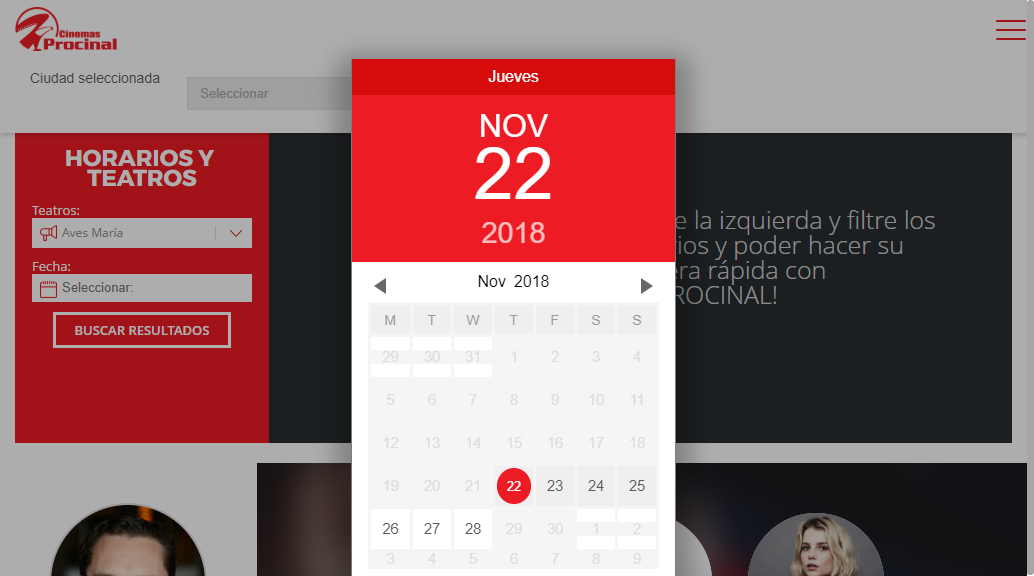 Cinemas
Procinal
Ciudad seleccionada
Seleccionar
HORARIOS Y
TEATROS
Teatros:
Aves María
Fecha:
Seleccionar:
BUSCAR RESULTADOS
Jueves
NOV
22
2018
Nov 2018
M T W T F S S
29 30 31 1 2 3 4
5 6 7 8 9 10 11
12 13 14 15 16 17 18
19 20 21 22 23 24 25
26 27 28 29 30 1 2
3 4 5 6 7 8 9
e la izquierda y filtre los
ios y poder hacer su
era rápida con
ROCINAL!